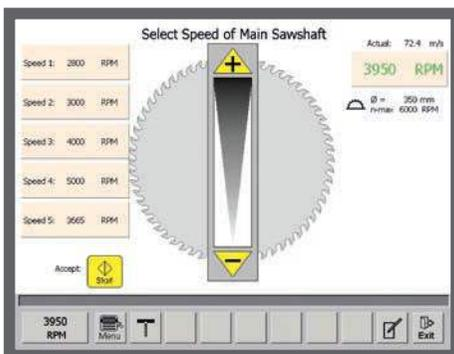 Select Speed of Main Sawshaft
Actual: 72.4 m/s
3950 RPM
Ø = 350 mm
n-max 6000 RPM
Speed 1: 2800 RPM
Speed 2: 3000 RPM
Speed 3: 4000 RPM
Speed 4: 5000 RPM
Speed 5: 3665 RPM
Accept:
Start
3950
RPM
Menu
Exit